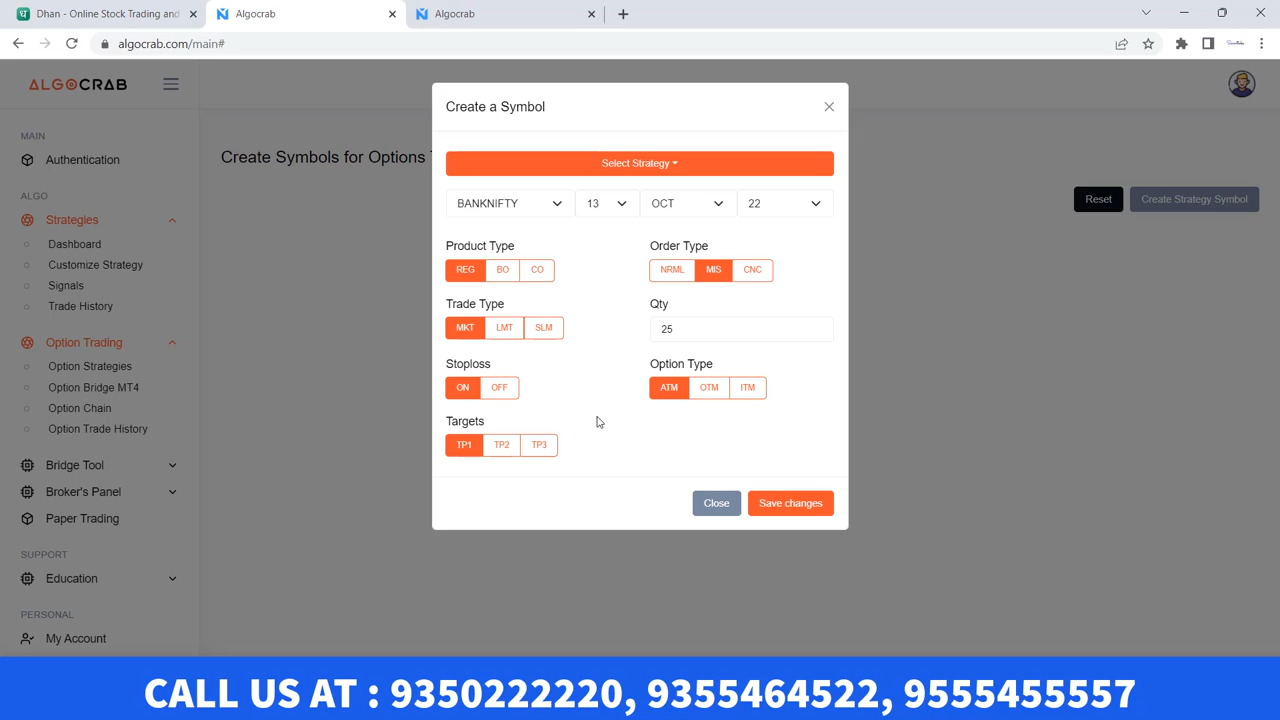 Dhan - Online Stock Trading and
Algocrab
Algocrab
algocrab.com/main#
ALGOCRAB
MAIN
Authentication
ALGO
Strategies
Dashboard
Customize Strategy
Signals
Trade History
Option Trading
Option Strategies
Option Bridge MT4
Option Chain
Option Trade History
Bridge Tool
Broker's Panel
Paper Trading
SUPPORT
Education
PERSONAL
My Account
Create Symbols for Options T
Reset
Create Strategy Symbol
Create a Symbol
Select Strategy
BANKNIFTY 13 OCT 22
Product Type
REG BO CO
Order Type
NRML MIS CNC
Trade Type
MKT LMT SLM
Qty
25
Stoploss
ON OFF
Option Type
ATM OTM ITM
Targets
TP1 TP2 TP3
Close Save changes
CALL US AT : 9350222220, 9355464522, 9555455557